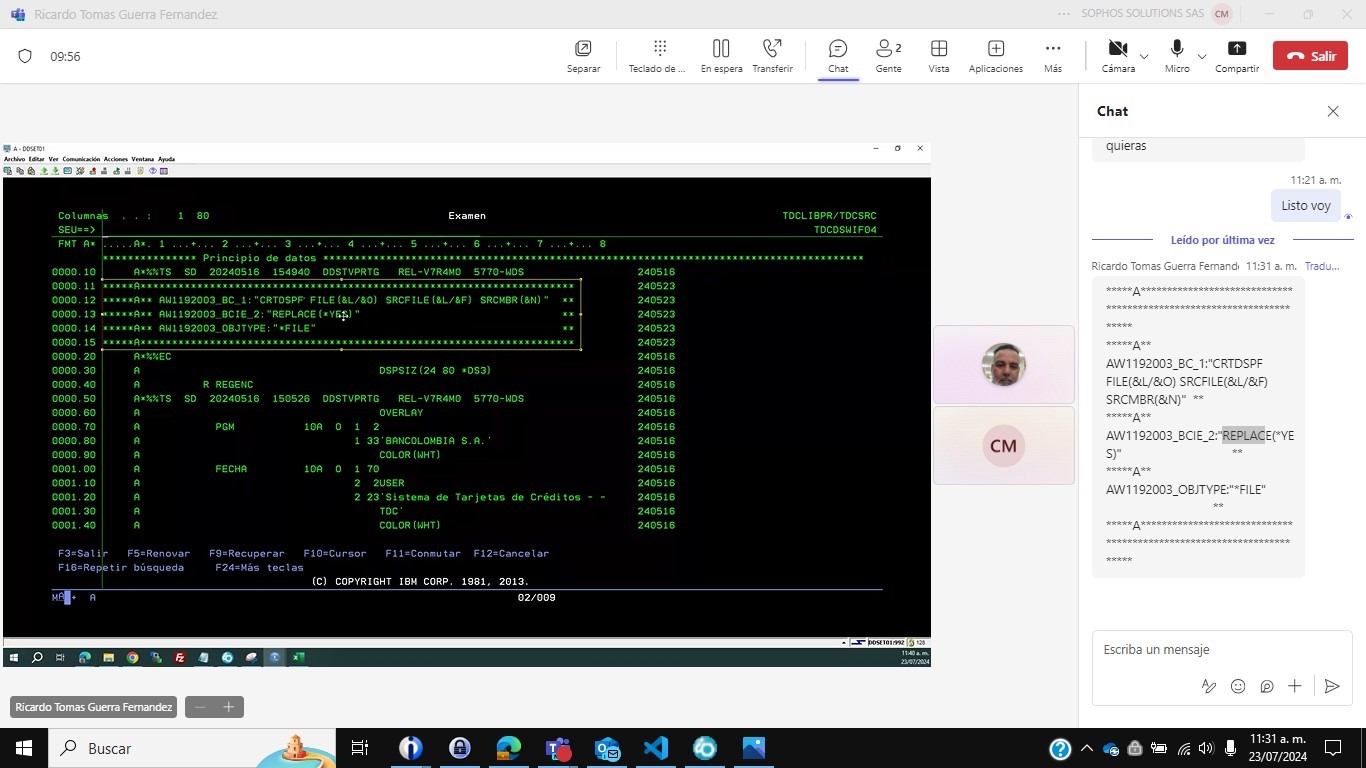 Ricardo Tomas Guerra Fernandez
SOPHOS SOLUTIONS SAS CM
09:56
Separar
Teclado de ...
En espera
Transferir
Chat
2
Gente
Vista
Aplicaciones
Más
Cámara
Micro
Compartir
Salir
A - DDSET01
Archivo Editar Ver Comunicación Acciones Ventana Ayuda
Columnas . . : 1 80 Examen TDCLIBPR/TDCSRC
SEU==> TDCDSWIF04
FMT A* .....A*. 1 ...+... 2 ...+... 3 ...+... 4 ...+... 5 ...+... 6 ...+... 7 ...+... 8
*************** Principio de datos ***************************************************************************************
0000.10 A*%%TS SD 20240516 154940 DDSTVPRTG REL-V7R4M0 5770-WDS 240516
0000.11 *****A********************************************************************** 240523
0000.12 *****A** AW1192003_BC_1:"CRTDSPF FILE(&L/&O) SRCFILE(&L/&F) SRCMBR(&N)" ** 240523
0000.13 *****A** AW1192003_BCIE_2:"REPLACE(*YES)" ** 240523
0000.14 *****A** AW1192003_OBJTYPE:"*FILE" ** 240523
0000.15 *****A********************************************************************** 240523
0000.20 A*%%EC 240516
0000.30 A DSPSIZ(24 80 *DS3) 240516
0000.40 A R REGENC 240516
0000.50 A*%%TS SD 20240516 150526 DDSTVPRTG REL-V7R4M0 5770-WDS 240516
0000.60 A OVERLAY 240516
0000.70 A PGM 10A O 1 2 240516
0000.80 A 1 33'BANCOLOMBIA S.A.' 240516
0000.90 A COLOR(WHT) 240516
0001.00 A FECHA 10A O 1 70 240516
0001.10 A 2 2USER 240516
0001.20 A 2 23'Sistema de Tarjetas de Créditos - - 240516
0001.30 A TDC' 240516
0001.40 A COLOR(WHT) 240516
F3=Salir F5=Renovar F9=Recuperar F10=Cursor F11=Conmutar F12=Cancelar
F16=Repetir búsqueda F24=Más teclas
(C) COPYRIGHT IBM CORP. 1981, 2013.
MA + A 02/009
DDSET01:992 128
11:40 a. m.
23/07/2024
Ricardo Tomas Guerra Fernandez
CM
Chat
quieras
11:21 a. m.
Listo voy
Leído por última vez
Ricardo Tomas Guerra Fernand 11:31 a. m. Tradu...
*****A*****************************
******************************************
*****
*****A**
AW1192003_BC_1:"CRTDSPF
FILE(&L/&O) SRCFILE(&L/&F)
SRCMBR(&N)" **
*****A**
AW1192003_BCIE_2:"REPLACE(*YE
S)" **
*****A**
AW1192003_OBJTYPE:"*FILE"
**
*****A*****************************
******************************************
*****
Escriba un mensaje
Buscar
11:31 a. m.
23/07/2024